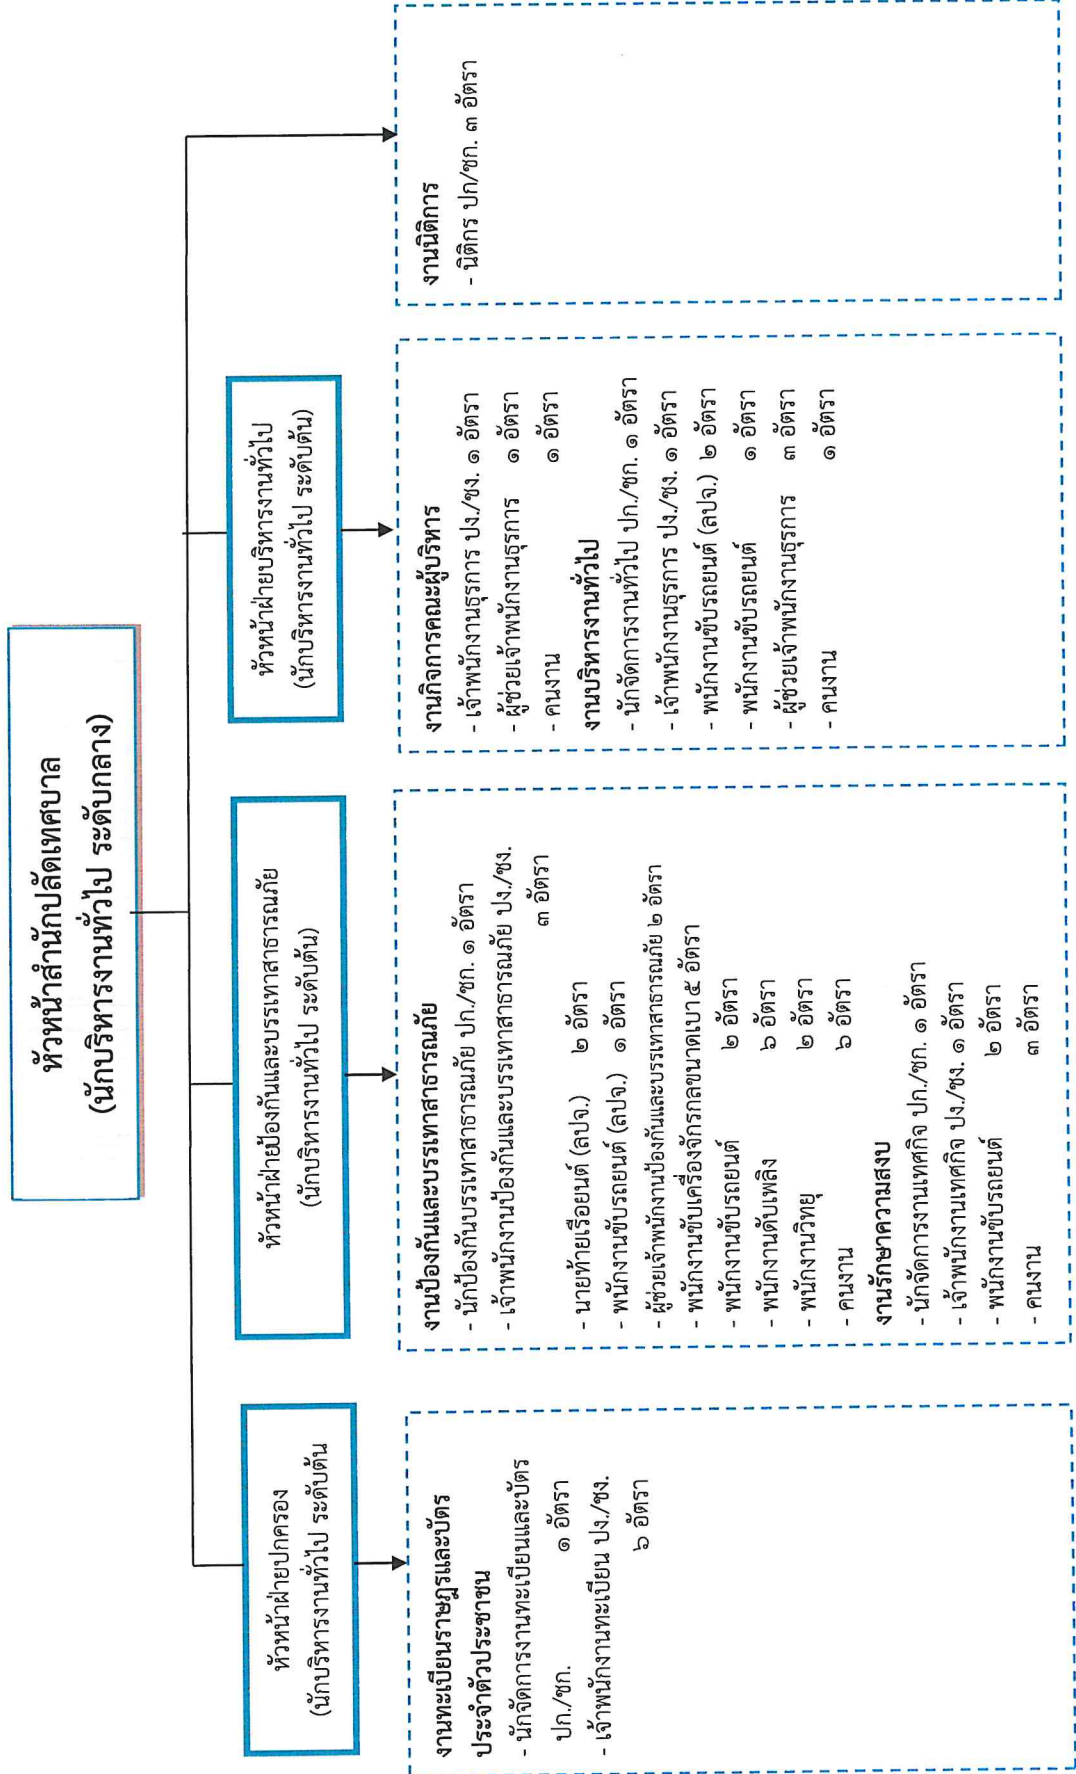 หัวหน้าสำนักปลัดเทศบาล
(นักบริหารงานทั่วไป ระดับกลาง)
หัวหน้าฝ่ายปกครอง
(นักบริหารงานทั่วไป ระดับต้น
งานทะเบียนราษฎรและบัตร
ประจำตัวประชาชน
- นักจัดการงานทะเบียนและบัตร
ปก./ชก. ๑ อัตรา
- เจ้าพนักงานทะเบียน ปง./ชง.
๖ อัตรา
หัวหน้าฝ่ายป้องกันและบรรเทาสาธารณภัย
(นักบริหารงานทั่วไป ระดับต้น)
งานป้องกันและบรรเทาสาธารณภัย
- นักป้องกันบรรเทาสาธารณภัย ปก./ชก. ๑ อัตรา
- เจ้าพนักงานป้องกันและบรรเทาสาธารณภัย ปง./ชง.
๓ อัตรา
- นายท้ายเรือยนต์ (ลปจ.) ๒ อัตรา
- พนักงานขับรถยนต์ (ลปจ.) ๑ อัตรา
-ผู้ช่วยเจ้าพนักงานป้องกันและบรรเทาสาธารณภัย ๒ อัตรา
- พนักงานขับเครื่องจักรกลขนาดเบา ๕ อัตรา
- พนักงานขับรถยนต์ ๒ อัตรา
- พนักงานดับเพลิง ๖ อัตรา
- พนักงานวิทยุ ๒ อัตรา
- คนงาน ๖ อัตรา
งานรักษาความสงบ
- นักจัดการงานเทศกิจ ปก./ชก. ๑ อัตรา
- เจ้าพนักงานเทศกิจ ปง./ชง. ๑ อัตรา
- พนักงานขับรถยนต์ ๒ อัตรา
- คนงาน ๓ อัตรา
หัวหน้าฝ่ายบริหารงานทั่วไป
(นักบริหารงานทั่วไป ระดับต้น)
งานกิจการคณะผู้บริหาร
- เจ้าพนักงานธุรการ ปง./ชง. ๑ อัตรา
- ผู้ช่วยเจ้าพนักงานธุรการ ๑ อัตรา
- คนงาน ๑ อัตรา
งานบริหารงานทั่วไป
- นักจัดการงานทั่วไป ปก./ชก. ๑ อัตรา
- เจ้าพนักงานธุรการ ปง./ชง. ๑ อัตรา
- พนักงานขับรถยนต์ (ลปจ.) ๒ อัตรา
- พนักงานขับรถยนต์ ๑ อัตรา
- ผู้ช่วยเจ้าพนักงานธุรการ ๓ อัตรา
- คนงาน ๑ อัตรา
งานนิติการ
- นิติกร ปก/ชก. ๓ อัตรา